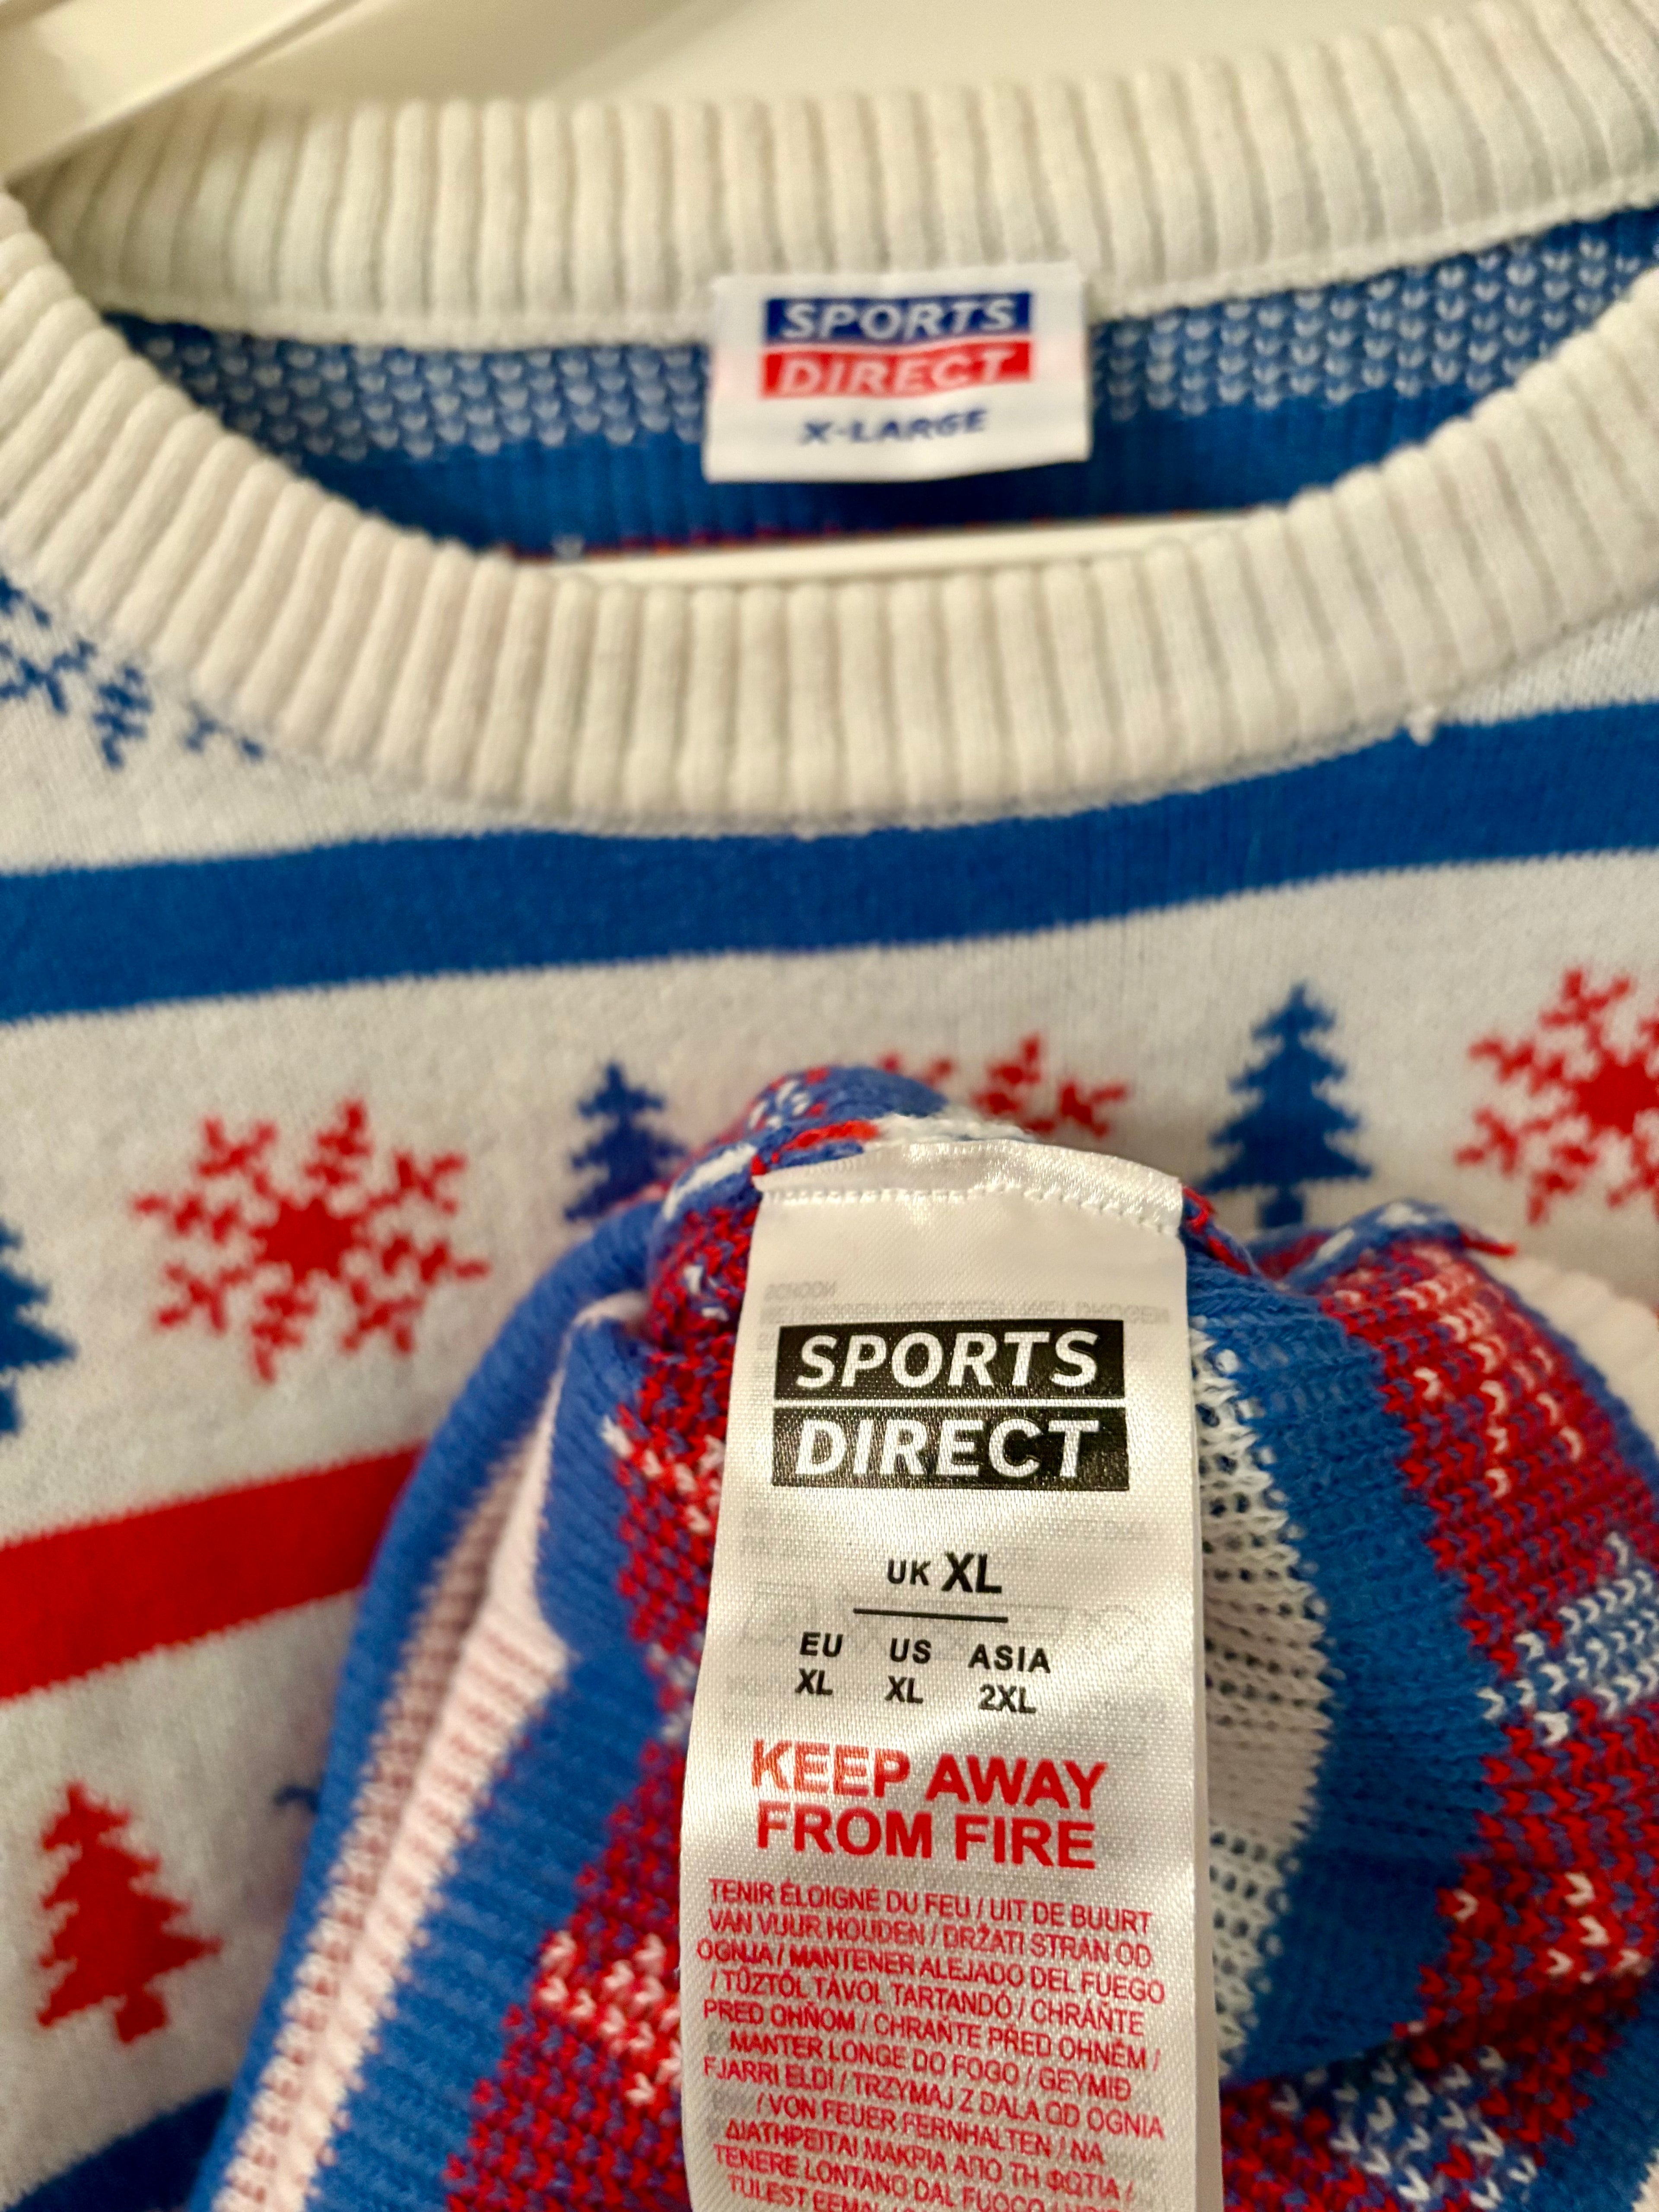 SPORTS
DIRECT
X-LARGE
SPORTS
DIRECT
UK XL
EU US ASIA
XL XL 2XL
KEEP AWAY
FROM FIRE
TENIR ÉLOIGNÉ DU FEU / UIT DE BUURT
VAN VUUR HOUDEN / DRŽATI STRAN OD
OGNJA / MANTENER ALEJADO DEL FUEGO
/ TŰZTŐL TÁVOL TARTANDÓ / CHRÁŇTE
PRED OHŇOM / CHRAŇTE PŘED OHNĚM /
MANTER LONGE DO FOGO / GEYMIÐ
FJARRI ELDI / TRZYMAJ Z DALA OD OGNIA
/ VON FEUER FERNHALTEN / ΝΑ
ΔΙΑΤΗΡΕΙΤΑΙ ΜΑΚΡΙΑ ΑΠΟ ΤΗ ΦΩΤΙΑ /
TENERE LONTANO DAL FUOCO /
TULEST EEMAL